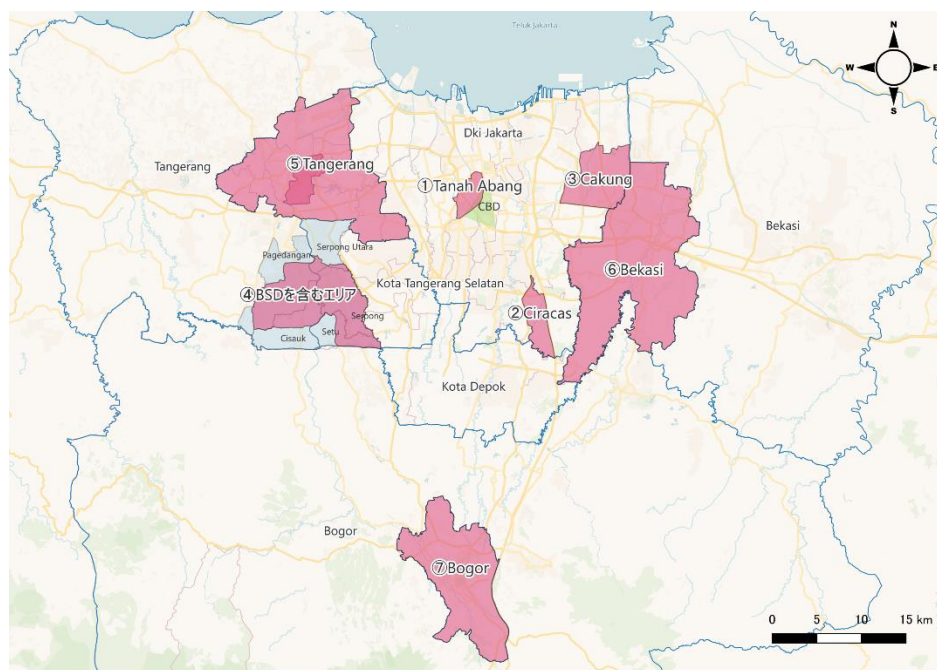 Teluk Jakarta
N
W
E
S
Dki Jakarta
Tangerang
⑤Tangerang
①Tanah Abang
③Cakung
CBD
Bekasi
Serpong Utara
Pagedangan
Kota Tangerang Selatan
⑥Bekasi
④BSDを含むエリア
Serpong
②Ciracas
Setu
Cisauk
Kota Depok
Bogor
⑦Bogor
0 5 10 15 km